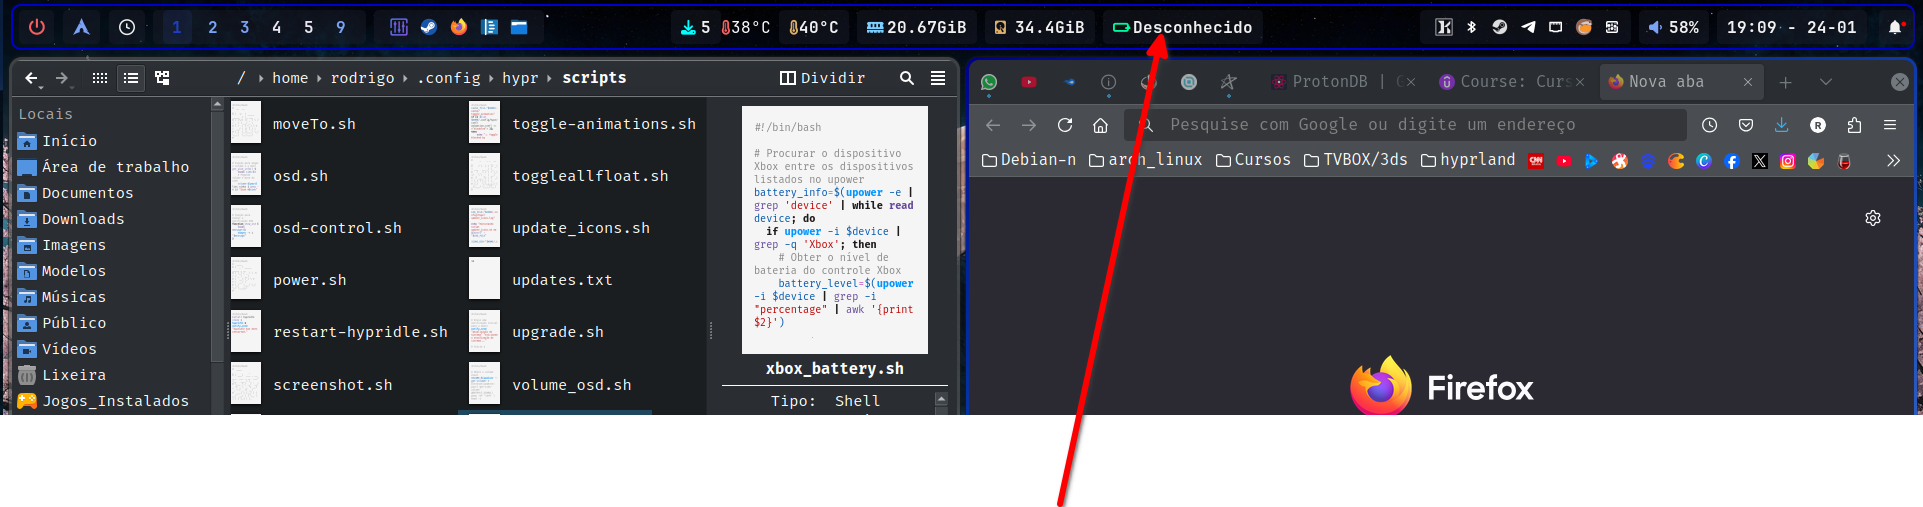 1 2 3 4 5 9
5 38°C 40°C 20.67GiB 34.4GiB Desconhecido
58% 19:09 - 24-01
/ › home › rodrigo › .config › hypr › scripts
Dividir
Locais
Início
Área de trabalho
Documentos
Downloads
Imagens
Modelos
Músicas
Público
Vídeos
Lixeira
Jogos_Instalados
moveTo.sh
toggle-animations.sh
osd.sh
toggleallfloat.sh
osd-control.sh
update_icons.sh
power.sh
updates.txt
restart-hypridle.sh
upgrade.sh
screenshot.sh
volume_osd.sh
#!/bin/bash
# Procurar o dispositivo
Xbox entre os dispositivos
listados no upower
battery_info=$(upower -e |
grep 'device' | while read
device; do
if upower -i $device |
grep -q 'Xbox'; then
# Obter o nível de
bateria do controle Xbox
battery_level=$(upower
-i $device | grep -i
"percentage" | awk '{print
$2}')
xbox_battery.sh
Tipo: Shell
ProtonDB |
Course: Curs
Nova aba
Pesquise com Google ou digite um endereço
Debian-n arch_linux Cursos TVBOX/3ds hyprland
Firefox